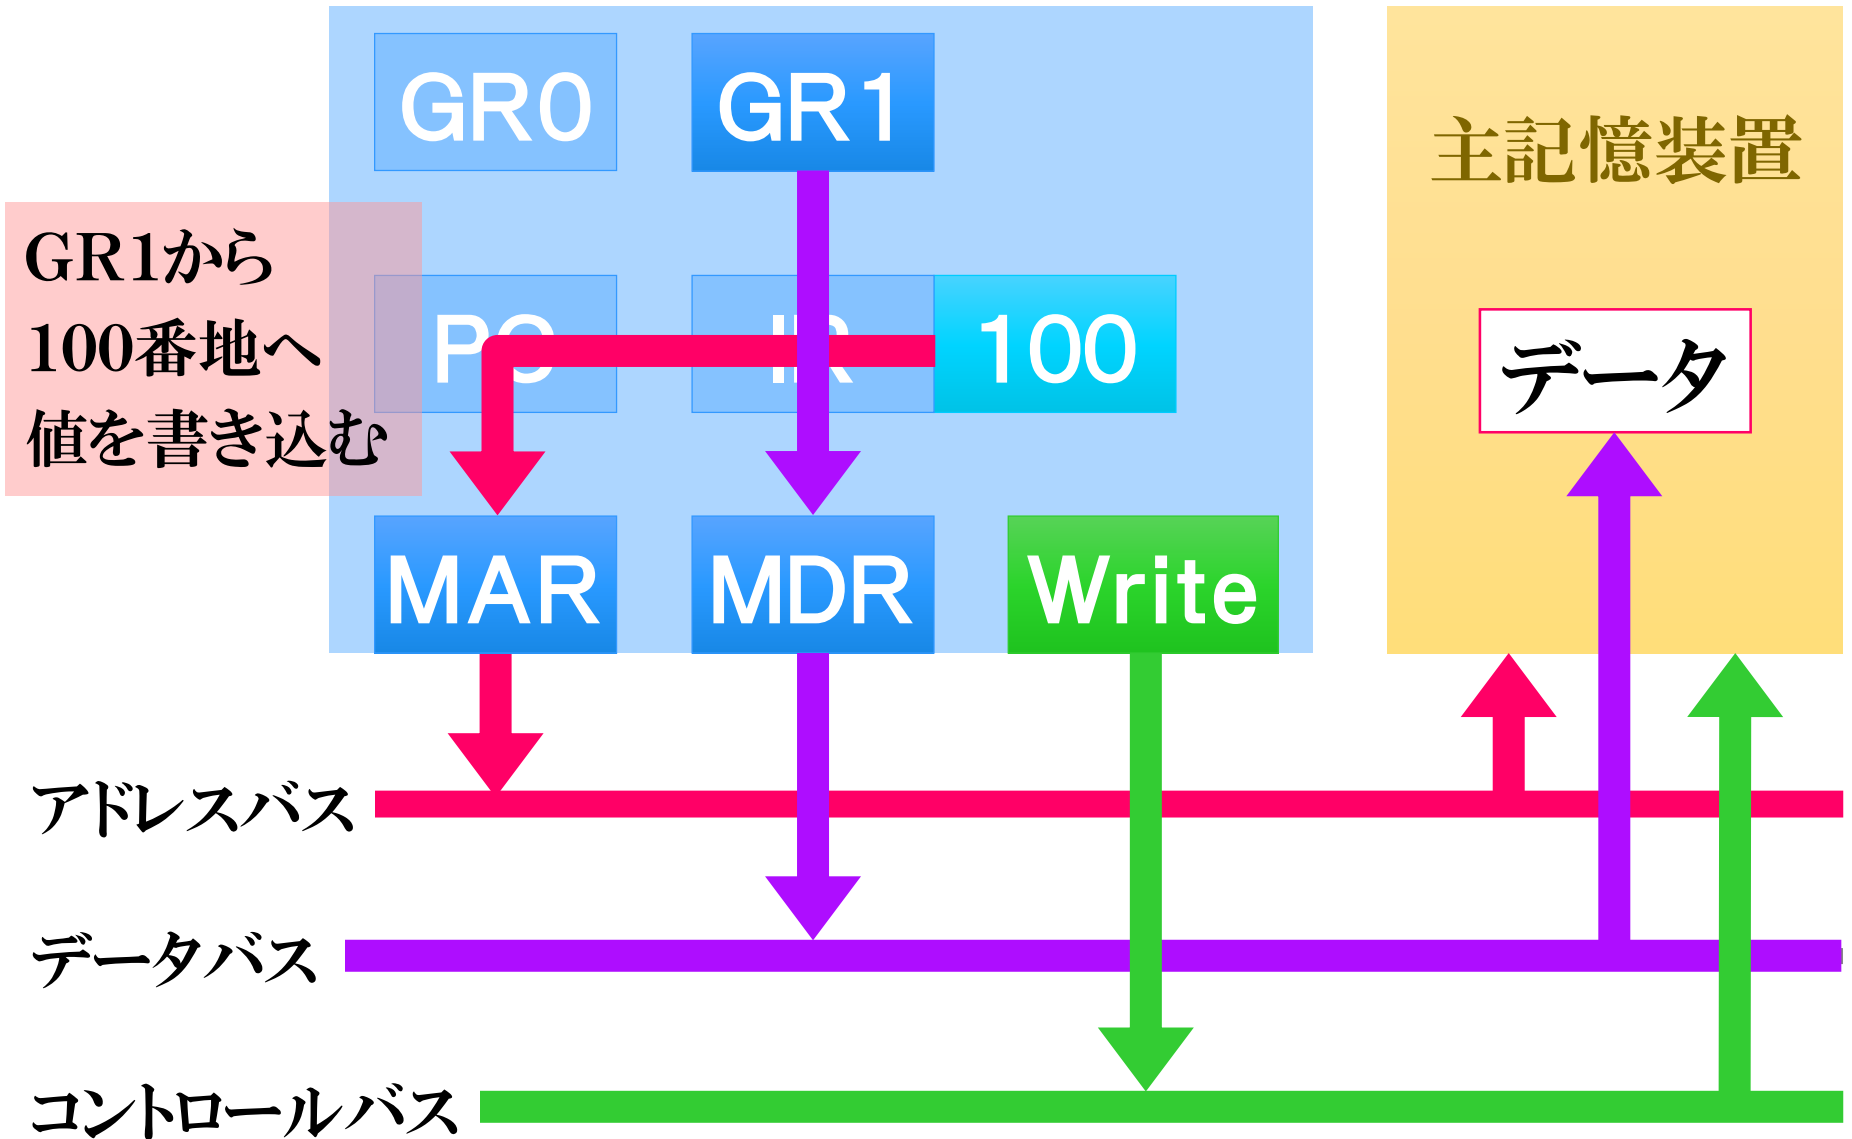 GR0
GR1
主記憶装置
GR1から
100番地へ
値を書き込む
PC
IR
100
データ
MAR
MDR
Write
アドレスバス
データバス
コントロールバス